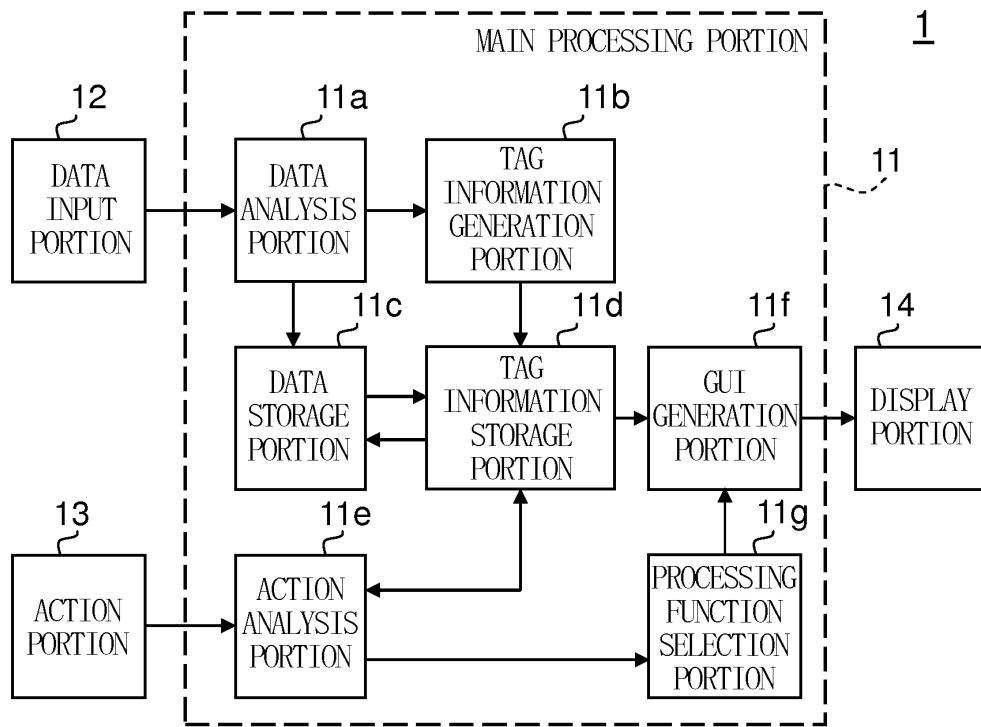 1
MAIN PROCESSING PORTION
12
11a
11b
11
DATA
INPUT
PORTION
DATA
ANALYSIS
PORTION
TAG
INFORMATION
GENERATION
PORTION
11c
11d
11f
14
DATA
STORAGE
PORTION
TAG
INFORMATION
STORAGE
PORTION
GUI
GENERATION
PORTION
DISPLAY
PORTION
13
11e
11g
ACTION
PORTION
ACTION
ANALYSIS
PORTION
PROCESSING
FUNCTION
SELECTION
PORTION